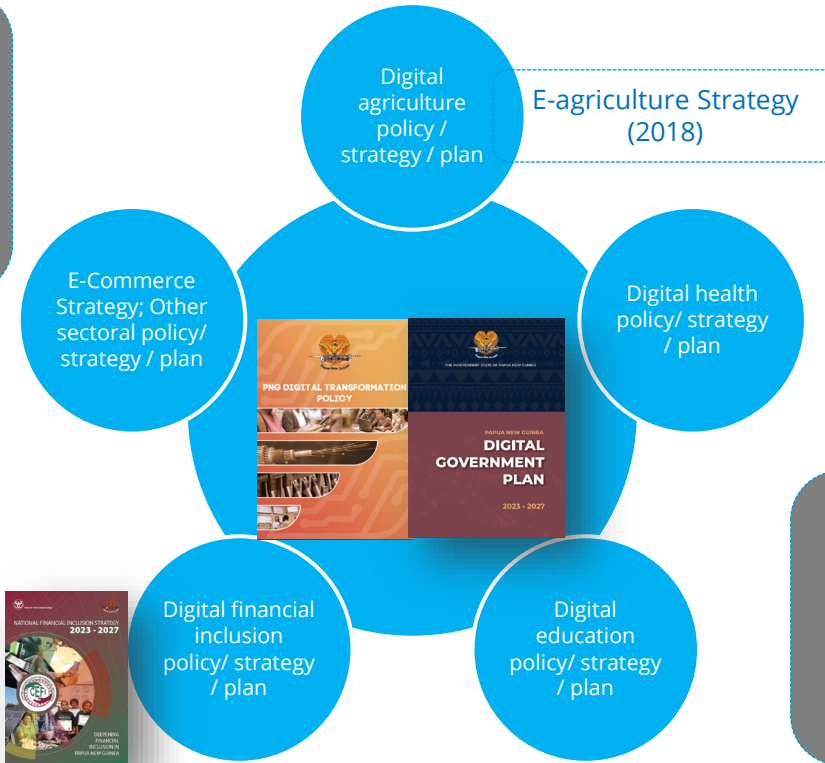 Digital
agriculture
policy /
strategy / plan
E-agriculture Strategy
(2018)
E-Commerce
Strategy; Other
sectoral policy/
strategy / plan
Digital health
policy/ strategy
/ plan
PNG DIGITAL TRANSFORMATION
POLICY
THE INDEPENDENT STATE OF PAPUA NEW GUINEA
PAPUA NEW GUINEA
DIGITAL
GOVERNMENT
PLAN
2023 - 2027
NATIONAL FINANCIAL INCLUSION STRATEGY
2023 - 2027
CEFI
DEEPENING
FINANCIAL
INCLUSION IN
PAPUA NEW GUINEA
Digital financial
inclusion
policy/ strategy
/ plan
Digital
education
policy/ strategy
/ plan